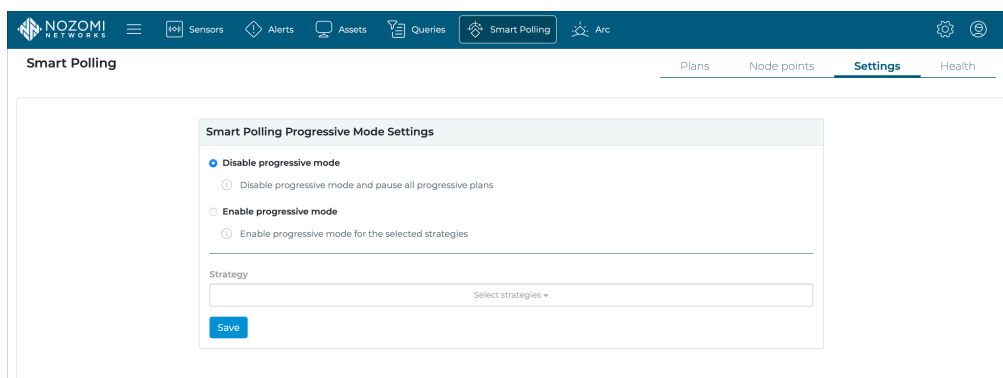 NOZOMI
NETWORKS
Sensors
Alerts
Assets
Queries
Smart Polling
Arc
Smart Polling
Plans
Node points
Settings
Health
Smart Polling Progressive Mode Settings
Disable progressive mode
Disable progressive mode and pause all progressive plans
Enable progressive mode
Enable progressive mode for the selected strategies
Strategy
Select strategies
Save